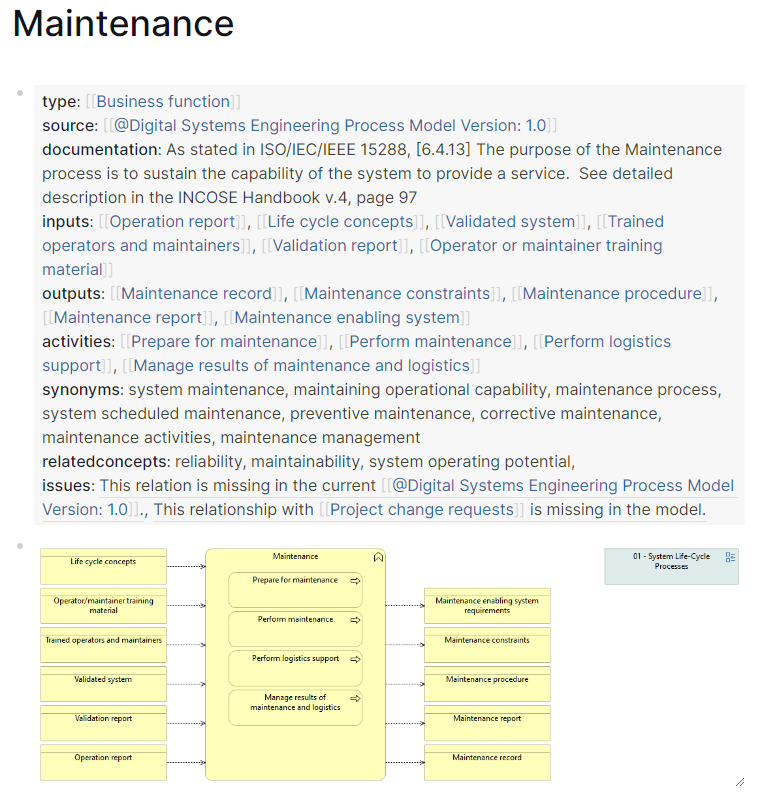 Maintenance
type: [[Business function]]
source: [[@Digital Systems Engineering Process Model Version: 1.0]]
documentation: As stated in ISO/IEC/IEEE 15288, [6.4.13] The purpose of the Maintenance
process is to sustain the capability of the system to provide a service.  See detailed
description in the INCOSE Handbook v.4, page 97
inputs: [[Operation report]], [[Life cycle concepts]], [[Validated system]], [[Trained
operators and maintainers]], [[Validation report]], [[Operator or maintainer training
material]]
outputs: [[Maintenance record]], [[Maintenance constraints]], [[Maintenance procedure]],
[[Maintenance report]], [[Maintenance enabling system]]
activities: [[Prepare for maintenance]], [[Perform maintenance]], [[Perform logistics
support]], [[Manage results of maintenance and logistics]]
synonyms: system maintenance, maintaining operational capability, maintenance process,
system scheduled maintenance, preventive maintenance, corrective maintenance,
maintenance activities, maintenance management
relatedconcepts: reliability, maintainability, system operating potential,
issues: This relation is missing in the current [[@Digital Systems Engineering Process Model
Version: 1.0]]., This relationship with [[Project change requests]] is missing in the model.
Life cycle concepts
Operator/maintainer training
material
Trained operators and maintainers
Validated system
Validation report
Operation report
Maintenance
Prepare for maintenance
Perform maintenance
Perform logistics support
Manage results of
maintenance and logistics
Maintenance enabling system
requirements
Maintenance constraints
Maintenance procedure
Maintenance report
Maintenance record
01 - System Life-Cycle
Processes